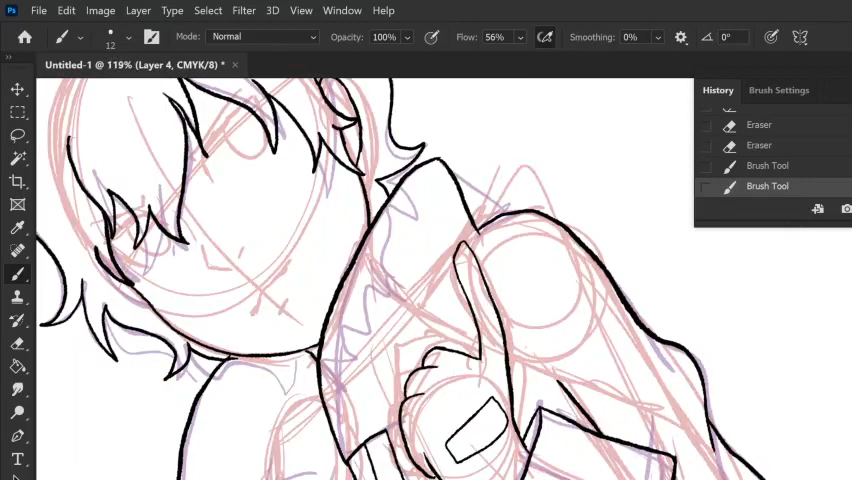 Ps File Edit Image Layer Type Select Filter 3D View Window Help
12 Mode: Normal Opacity: 100% Flow: 56% Smoothing: 0% 0°
Untitled-1 @ 119% (Layer 4, CMYK/8) *
History Brush Settings
Eraser
Eraser
Brush Tool
Brush Tool